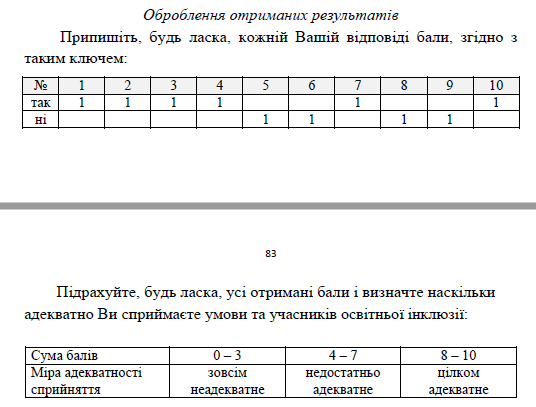 Оброблення отриманих результатів
Припишіть, будь ласка, кожній Вашій відповіді бали, згідно з
таким ключем:
№ 1 2 3 4 5 6 7 8 9 10
так 1 1 1 1 1 1
ні 1 1 1 1
83
Підрахуйте, будь ласка, усі отримані бали і визначте наскільки
адекватно Ви сприймаєте умови та учасників освітньої інклюзії:
Сума балів 0 – 3 4 – 7 8 – 10
Міра адекватності зовсім недостатньо цілком
сприйняття неадекватне адекватне адекватне